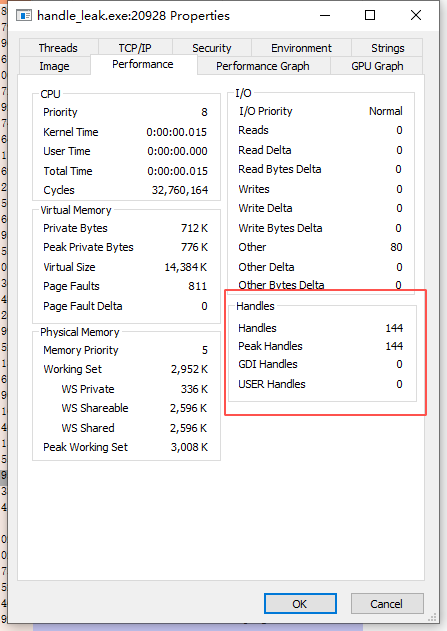 handle_leak.exe:20928 Properties
Threads TCP/IP Security Environment Strings
Image Performance Performance Graph GPU Graph
CPU
Priority 8
Kernel Time 0:00:00.015
User Time 0:00:00.000
Total Time 0:00:00.015
Cycles 32,760,164
Virtual Memory
Private Bytes 712 K
Peak Private Bytes 776 K
Virtual Size 14,384 K
Page Faults 811
Page Fault Delta 0
Physical Memory
Memory Priority 5
Working Set 2,952 K
WS Private 336 K
WS Shareable 2,596 K
WS Shared 2,596 K
Peak Working Set 3,008 K
I/O
I/O Priority Normal
Reads 0
Read Delta 0
Read Bytes Delta 0
Writes 0
Write Delta 0
Write Bytes Delta 0
Other 80
Other Delta 0
Other Bytes Delta 0
Handles
Handles 144
Peak Handles 144
GDI Handles 0
USER Handles 0
OK Cancel